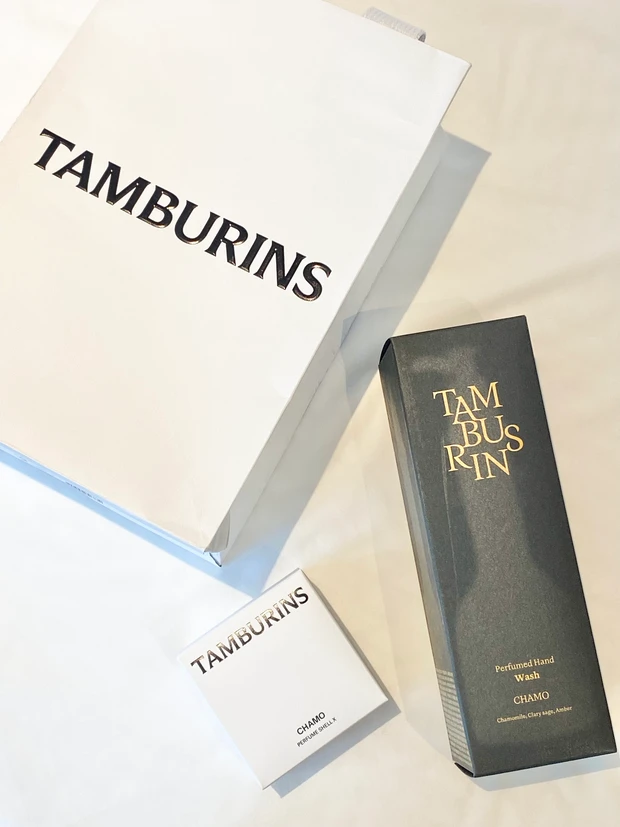 TAMBURINS
TAM
BUS
RIN
Perfumed Hand
Wash
CHAMO
Chamomile, Clary sage, Amber
TAMBURINS
CHAMO
PERFUME SHELL X